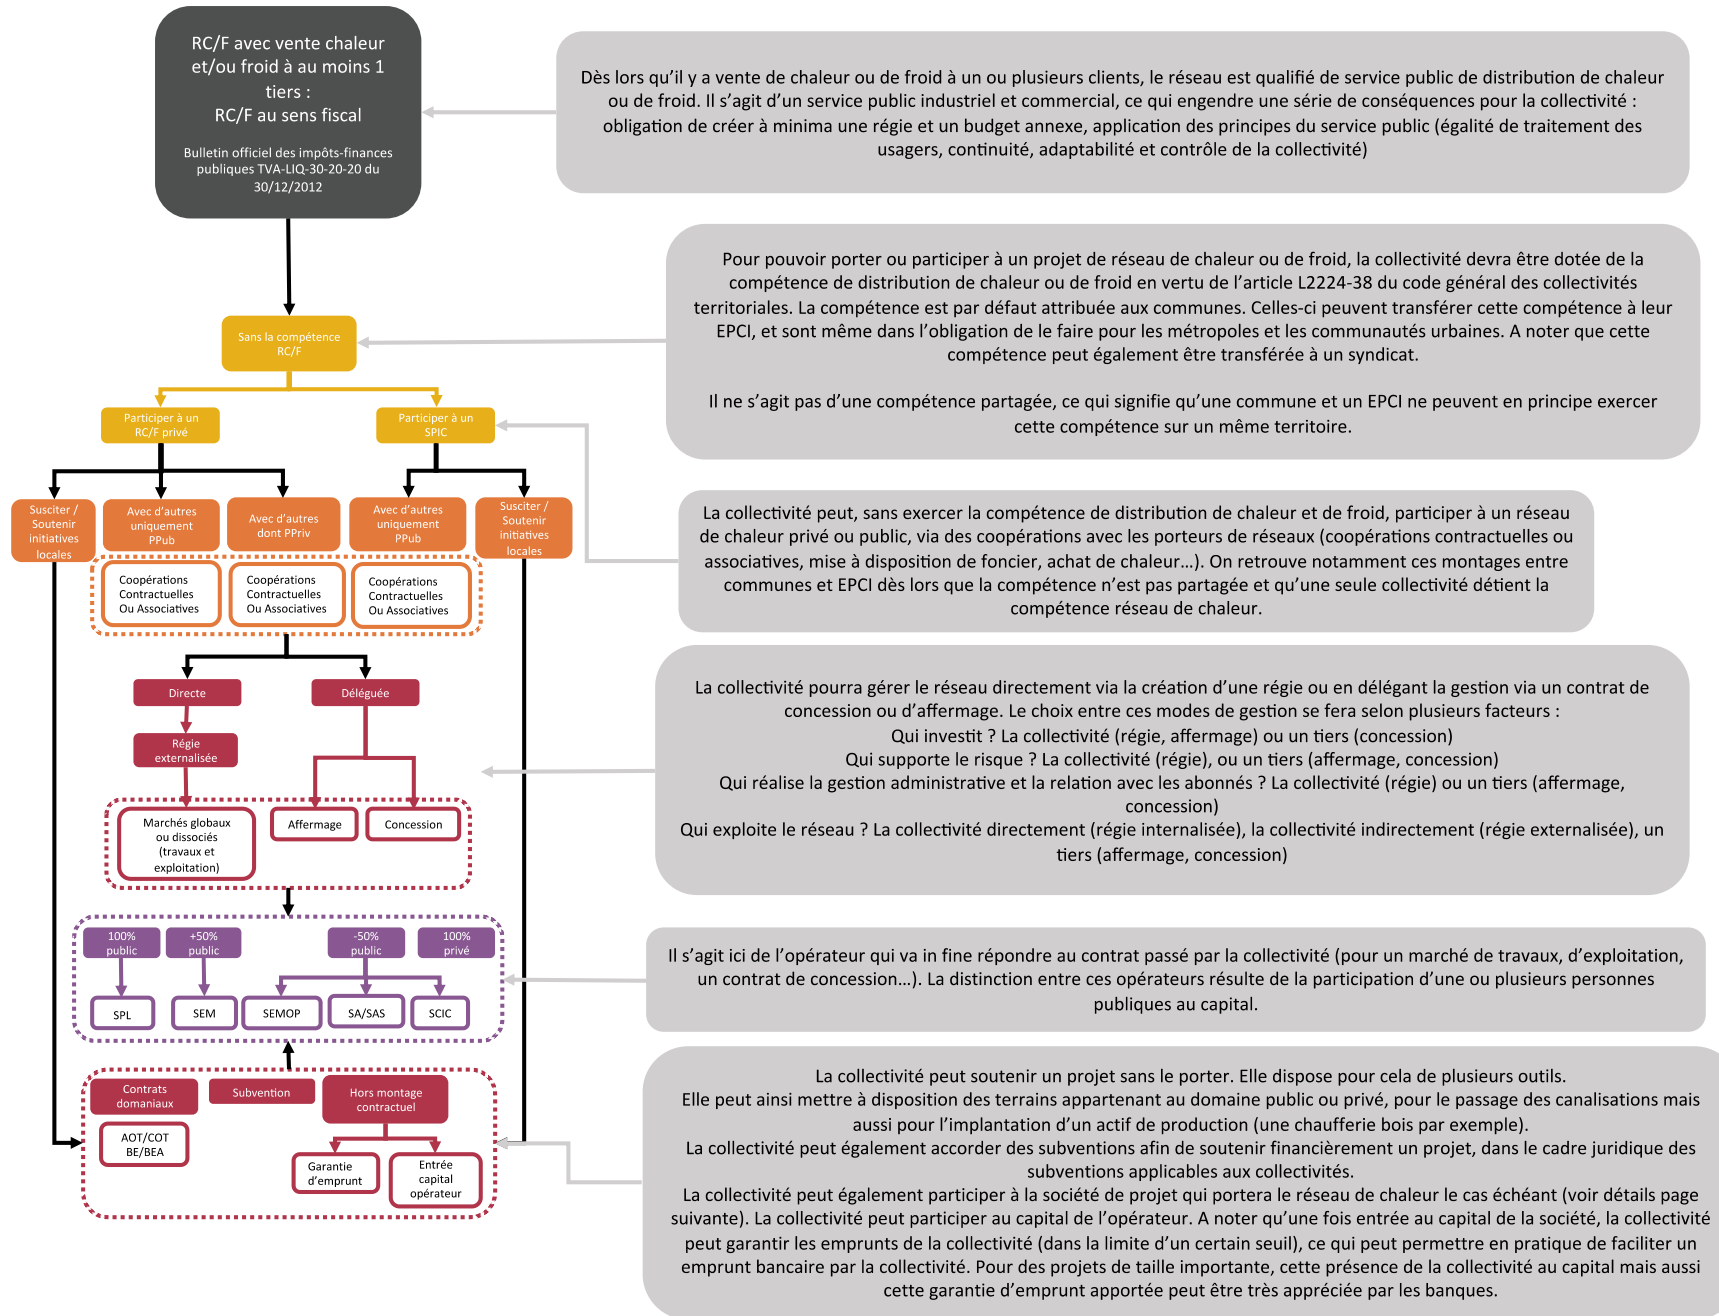 RC/F avec vente chaleur
et/ou froid à au moins 1
tiers :
RC/F au sens fiscal
Bulletin officiel des impôts-finances
publiques TVA-LIQ-30-20-20 du
30/12/2012
Dès lors qu’il y a vente de chaleur ou de froid à un ou plusieurs clients, le réseau est qualifié de service public de distribution de chaleur
ou de froid. Il s’agit d’un service public industriel et commercial, ce qui engendre une série de conséquences pour la collectivité :
obligation de créer à minima une régie et un budget annexe, application des principes du service public (égalité de traitement des
usagers, continuité, adaptabilité et contrôle de la collectivité)
Sans la compétence
RC/F
Pour pouvoir porter ou participer à un projet de réseau de chaleur ou de froid, la collectivité devra être dotée de la
compétence de distribution de chaleur ou de froid en vertu de l’article L2224-38 du code général des collectivités
territoriales. La compétence est par défaut attribuée aux communes. Celles-ci peuvent transférer cette compétence à leur
EPCI, et sont même dans l’obligation de le faire pour les métropoles et les communautés urbaines. A noter que cette
compétence peut également être transférée à un syndicat.
Il ne s’agit pas d’une compétence partagée, ce qui signifie qu’une commune et un EPCI ne peuvent en principe exercer
cette compétence sur un même territoire.
Participer à un
RC/F privé
Participer à un
SPIC
Susciter /
Soutenir
initiatives
locales
Avec d’autres
uniquement
PPub
Avec d’autres
dont PPriv
Avec d’autres
uniquement
PPub
Susciter /
Soutenir
initiatives
locales
Coopérations
Contractuelles
Ou Associatives
Coopérations
Contractuelles
Ou Associatives
Coopérations
Contractuelles
Ou Associatives
La collectivité peut, sans exercer la compétence de distribution de chaleur et de froid, participer à un réseau
de chaleur privé ou public, via des coopérations avec les porteurs de réseaux (coopérations contractuelles ou
associatives, mise à disposition de foncier, achat de chaleur…). On retrouve notamment ces montages entre
communes et EPCI dès lors que la compétence n’est pas partagée et qu’une seule collectivité détient la
compétence réseau de chaleur.
Directe
Déléguée
Régie
externalisée
Marchés globaux
ou dissociés
(travaux et
exploitation)
Affermage
Concession
La collectivité pourra gérer le réseau directement via la création d’une régie ou en délégant la gestion via un contrat de
concession ou d’affermage. Le choix entre ces modes de gestion se fera selon plusieurs facteurs :
Qui investit ? La collectivité (régie, affermage) ou un tiers (concession)
Qui supporte le risque ? La collectivité (régie), ou un tiers (affermage, concession)
Qui réalise la gestion administrative et la relation avec les abonnés ? La collectivité (régie) ou un tiers (affermage,
concession)
Qui exploite le réseau ? La collectivité directement (régie internalisée), la collectivité indirectement (régie externalisée), un
tiers (affermage, concession)
100%
public
+50%
public
-50%
public
100%
privé
SPL
SEM
SEMOP
SA/SAS
SCIC
Il s’agit ici de l’opérateur qui va in fine répondre au contrat passé par la collectivité (pour un marché de travaux, d’exploitation,
un contrat de concession…). La distinction entre ces opérateurs résulte de la participation d’une ou plusieurs personnes
publiques au capital.
Contrats
domaniaux
Subvention
Hors montage
contractuel
AOT/COT
BE/BEA
Garantie
d’emprunt
Entrée
capital
opérateur
La collectivité peut soutenir un projet sans le porter. Elle dispose pour cela de plusieurs outils.
Elle peut ainsi mettre à disposition des terrains appartenant au domaine public ou privé, pour le passage des canalisations mais
aussi pour l’implantation d’un actif de production (une chaufferie bois par exemple).
La collectivité peut également accorder des subventions afin de soutenir financièrement un projet, dans le cadre juridique des
subventions applicables aux collectivités.
La collectivité peut également participer à la société de projet qui portera le réseau de chaleur le cas échéant (voir détails page
suivante). La collectivité peut participer au capital de l’opérateur. A noter qu’une fois entrée au capital de la société, la collectivité
peut garantir les emprunts de la collectivité (dans la limite d’un certain seuil), ce qui peut permettre en pratique de faciliter un
emprunt bancaire par la collectivité. Pour des projets de taille importante, cette présence de la collectivité au capital mais aussi
cette garantie d’emprunt apportée peut être très appréciée par les banques.